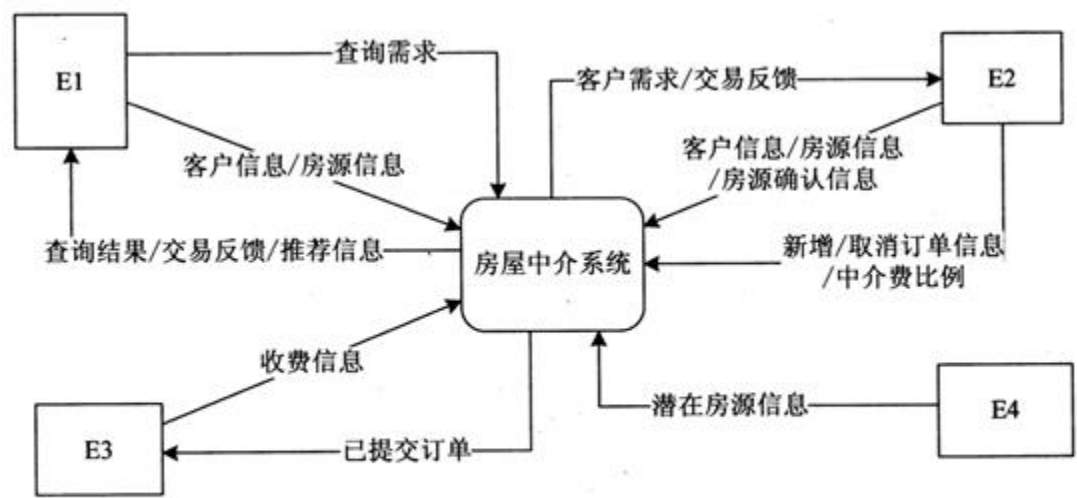 E1
查询需求
客户需求/交易反馈
E2
客户信息/房源信息
客户信息/房源信息
/房源确认信息
查询结果/交易反馈/推荐信息
房屋中介系统
新增/取消订单信息
/中介费比例
收费信息
潜在房源信息
E4
E3
已提交订单